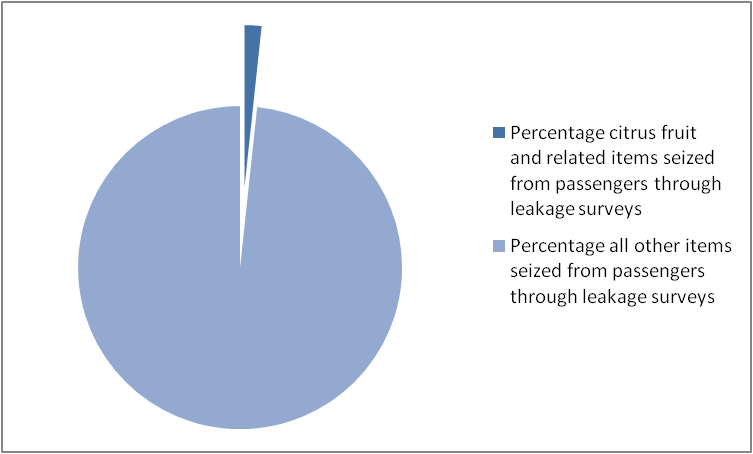 Percentage citrus fruit
and related items seized
from passengers through
leakage surveys
Percentage all other items
seized from passengers
through leakage surveys